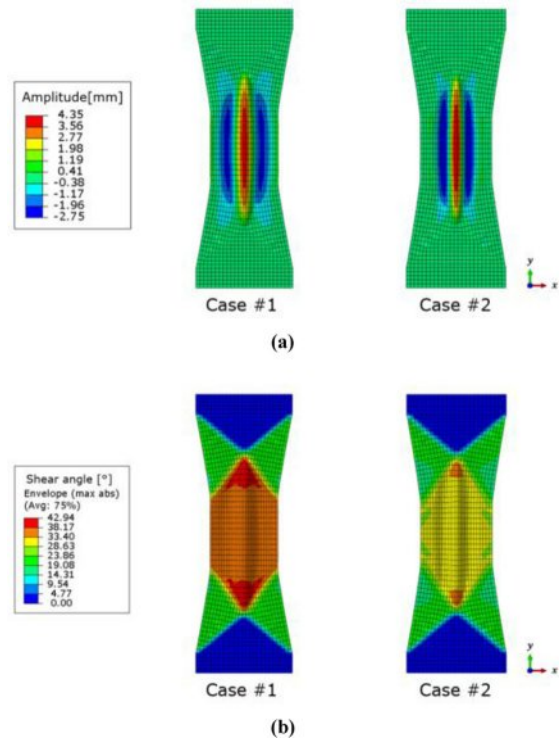 Amplitude[mm]
4.35
3.56
2.77
1.98
1.19
0.41
-0.38
-1.17
-1.96
-2.75
Case #1
Case #2
y
x
(a)
Shear angle [°]
Envelope (max abs)
(Avg: 75%)
42.94
38.17
33.40
28.63
23.86
19.08
14.31
9.54
4.77
0.00
Case #1
Case #2
y
x
(b)